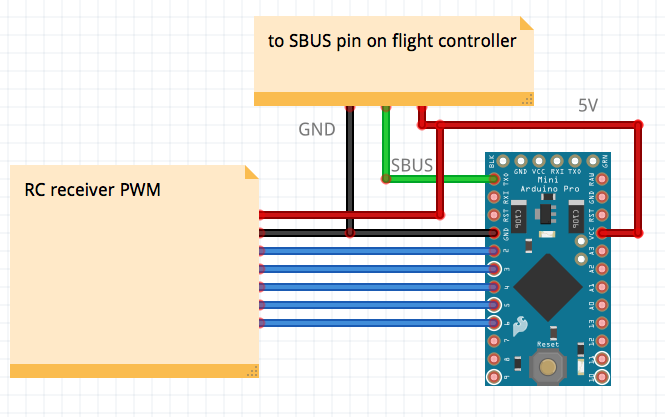 to SBUS pin on flight controller
5V
GND
SBUS
RC receiver PWM
BLK
GND VCC RXI TXO
GRN
Mini
Arduino Pro
TXO
RXI
RST
GND
2
3
4
5
6
7
8
9
RAW
GND
RST
VCC
A3
A2
A1
A0
13
12
11
10
Reset